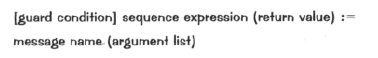 [guard condition] sequence expression (return value) :=
message name (argument list)